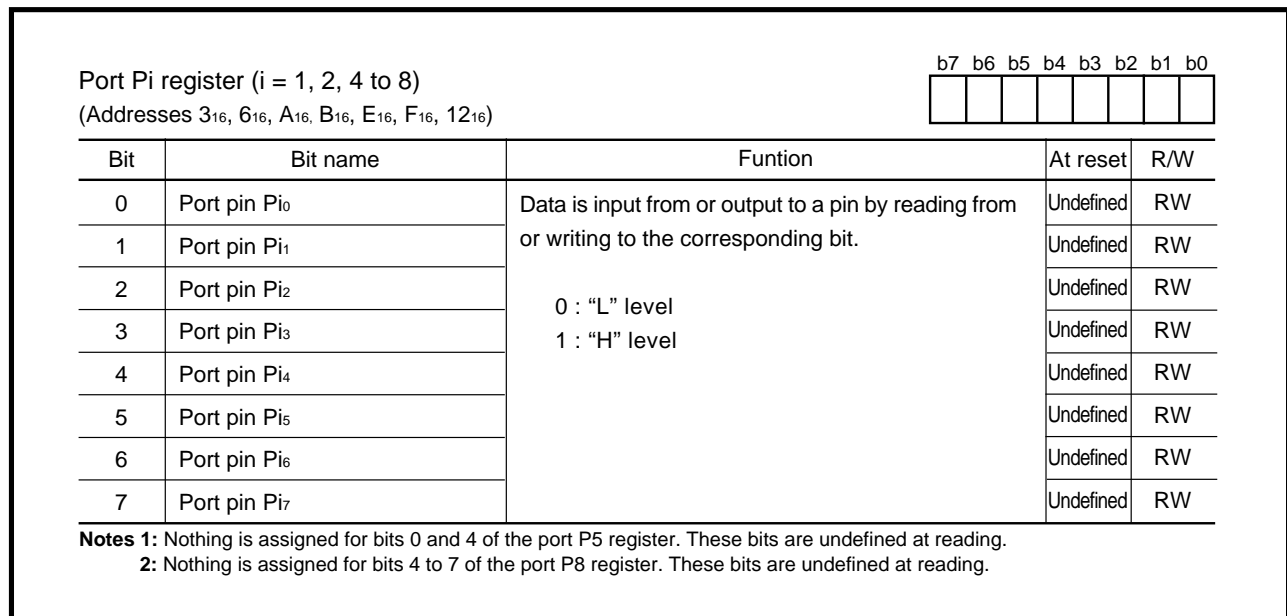 b7 b6 b5 b4 b3 b2 b1 b0
Port Pi register (i = 1, 2, 4 to 8)
(Addresses 3₁₆, 6₁₆, A₁₆, B₁₆, E₁₆, F₁₆, 12₁₆)
Bit Bit name Funtion At reset R/W
0 Port pin Pi₀ Data is input from or output to a pin by reading from Undefined RW
1 Port pin Pi₁ or writing to the corresponding bit. Undefined RW
2 Port pin Pi₂ 0 : “L” level Undefined RW
3 Port pin Pi₃ 1 : “H” level Undefined RW
4 Port pin Pi₄ Undefined RW
5 Port pin Pi₅ Undefined RW
6 Port pin Pi₆ Undefined RW
7 Port pin Pi₇ Undefined RW
Notes 1: Nothing is assigned for bits 0 and 4 of the port P5 register. These bits are undefined at reading.
2: Nothing is assigned for bits 4 to 7 of the port P8 register. These bits are undefined at reading.